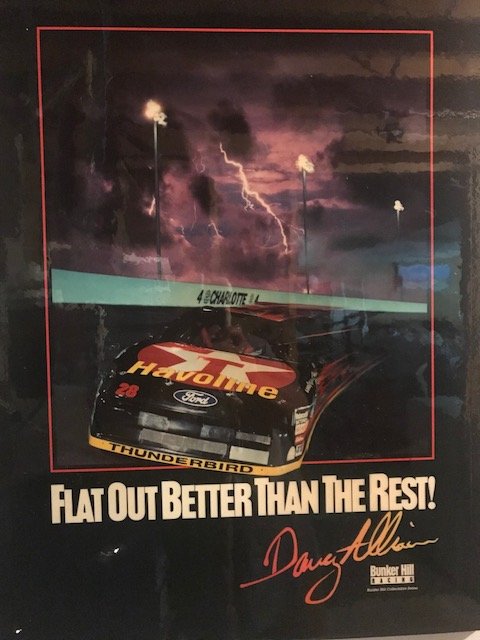 4 CHARLOTTE 4
Havoline
28
Ford
THUNDERBIRD
FLAT OUT BETTER THAN THE REST!
Davey Allison
Bunker Hill
RACING